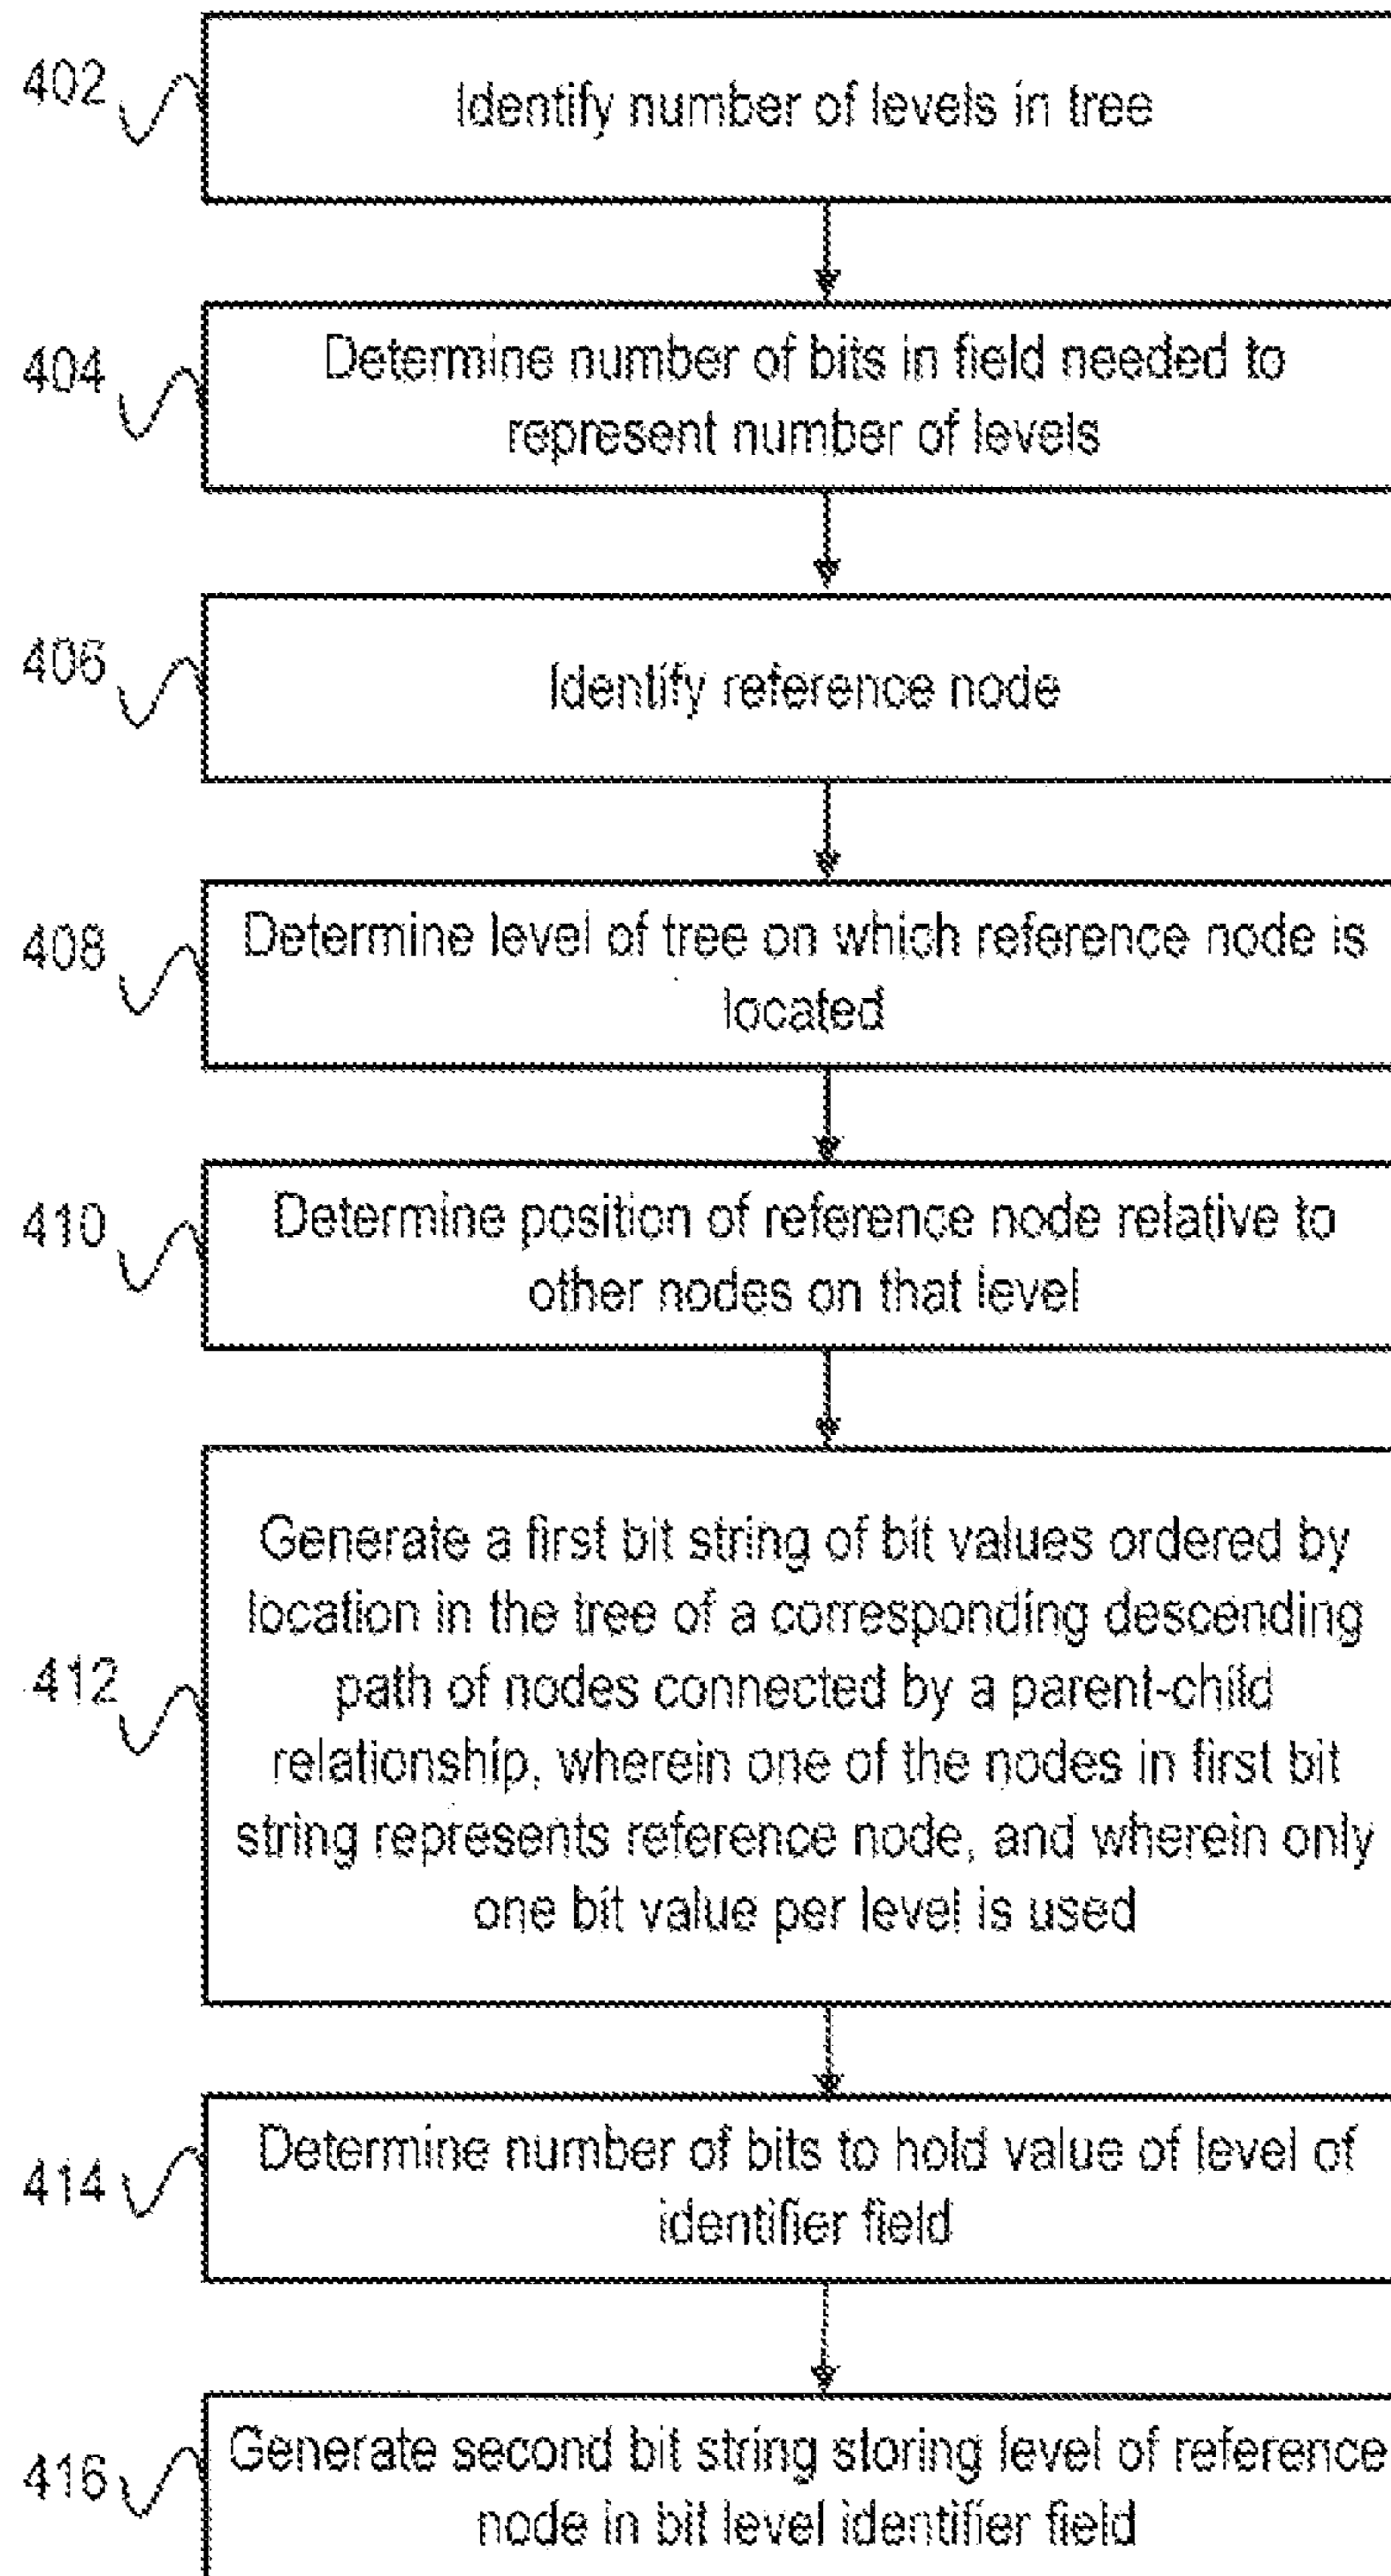 402
Identify number of levels in tree
404
Determine number of bits in field needed to
represent number of levels
406
Identify reference node
408
Determine level of tree on which reference node is
located
410
Determine position of reference node relative to
other nodes on that level
412
Generate a first bit string of bit values ordered by
location in the tree of a corresponding descending
path of nodes connected by a parent-child
relationship, wherein one of the nodes in first bit
string represents reference node, and wherein only
one bit value per level is used
414
Determine number of bits to hold value of level of
identifier field
416
Generate second bit string storing level of reference
node in bit level identifier field